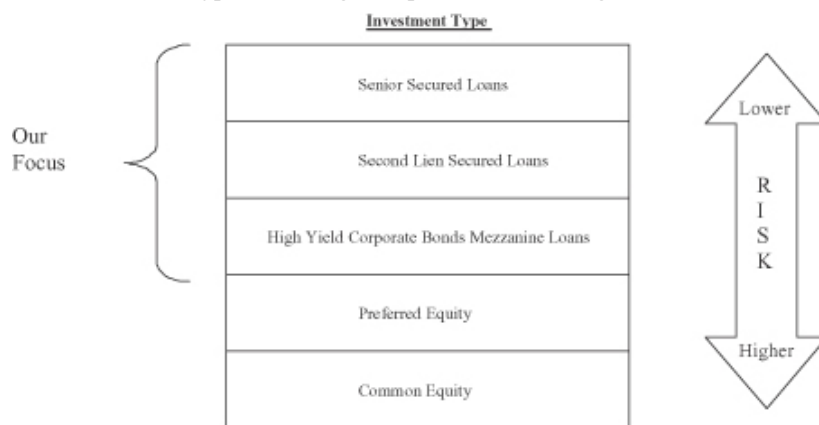 Investment Type
Senior Secured Loans
Lower
Our
Focus
Second Lien Secured Loans
RISK
High Yield Corporate Bonds Mezzanine Loans
Preferred Equity
Higher
Common Equity